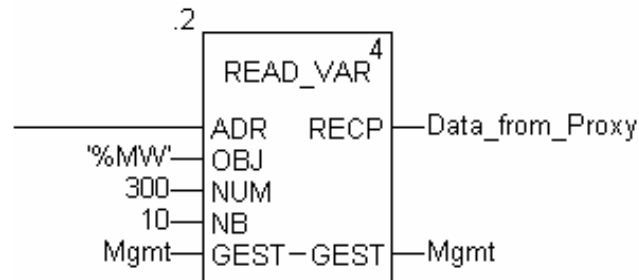 .2
4
READ_VAR
ADR RECP Data_from_Proxy
'%MW' OBJ
300 NUM
10 NB
Mgmt GEST GEST Mgmt